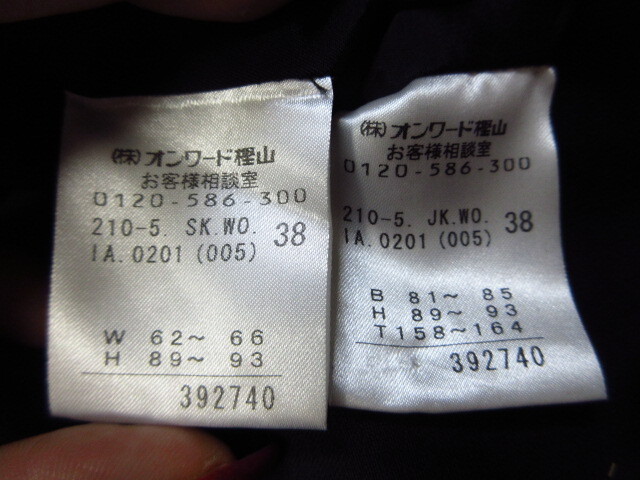 (株)オンワード樫山
お客様相談室
0120-586-300
210-5. SK.WO. 38
IA.0201(005)
W 62～ 66
H 89～ 93
392740
(株)オンワード樫山
お客様相談室
0120-586-300
210-5. JK.WO. 38
IA.0201(005)
B 81～ 85
H 89～ 93
T158～164
392740